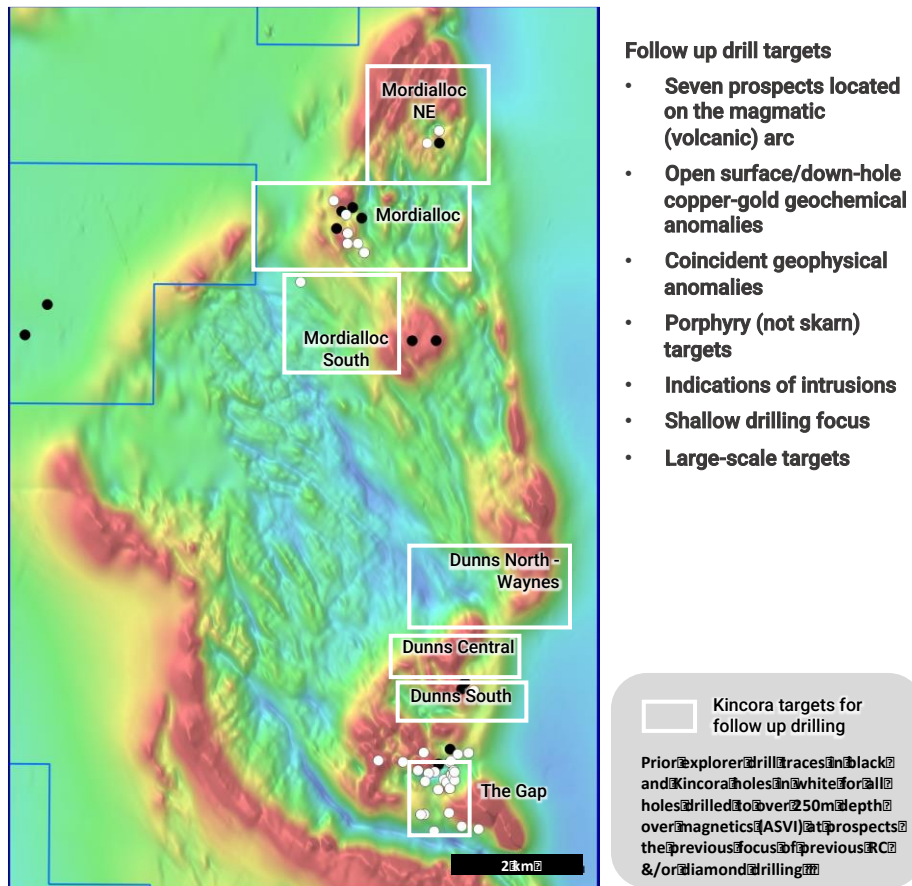 Mordialloc
NE
Mordialloc
Mordialloc
South
Dunns North -
Waynes
Dunns Central
Dunns South
The Gap
2 km
Follow up drill targets
• Seven prospects located
on the magmatic
(volcanic) arc
• Open surface/down-hole
copper-gold geochemical
anomalies
• Coincident geophysical
anomalies
• Porphyry (not skarn)
targets
• Indications of intrusions
• Shallow drilling focus
• Large-scale targets
Kincora targets for
follow up drilling
Prior explorer drill traces in black
and Kincora holes in white for all
holes drilled to over 250m depth
over magnetics (ASVI) at prospects
the previous focus of previous RC
&/or diamond drilling